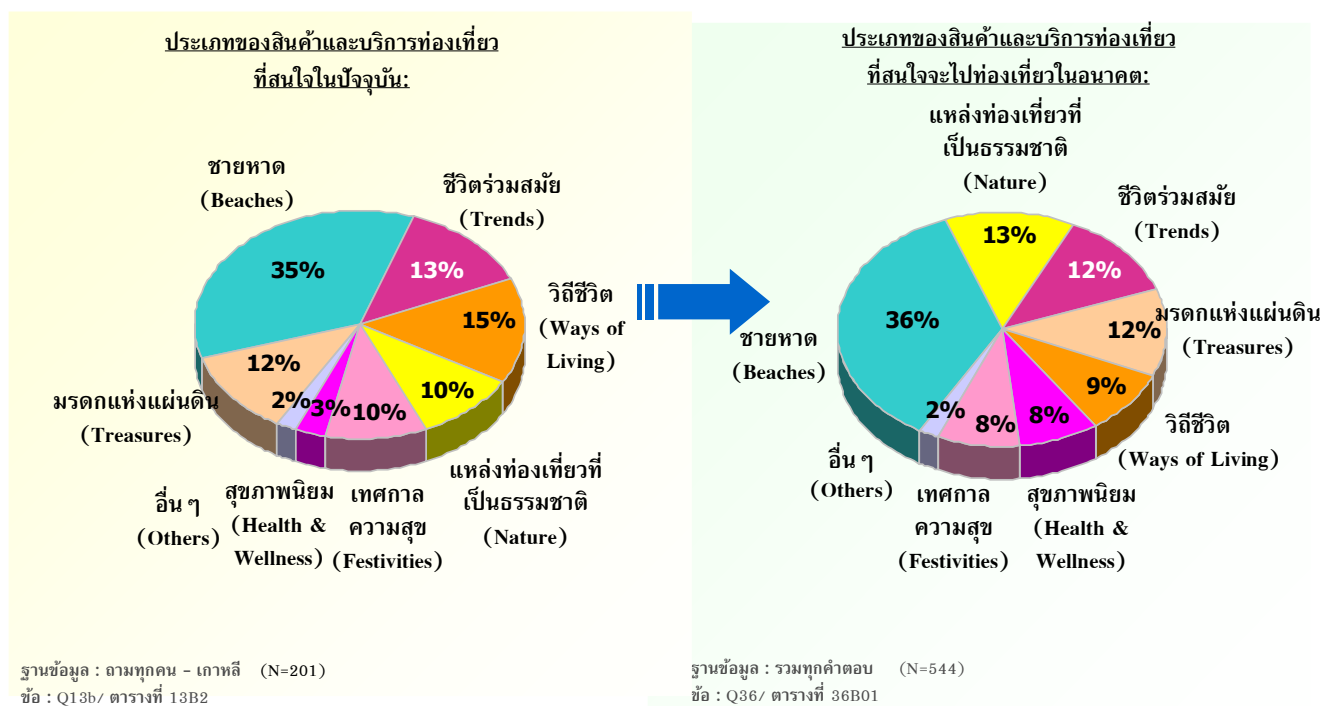 ประเภทของสินค้าและบริการท่องเที่ยว
ที่สนใจในปัจจุบัน:
ชายหาด
(Beaches)
ชีวิตร่วมสมัย
(Trends)
35%
13%
วิถีชีวิต
(Ways of
Living)
15%
12%
2%
3%
10%
10%
มรดกแห่งแผ่นดิน
(Treasures)
อื่น ๆ
(Others)
สุขภาพนิยม
(Health &
Wellness)
เทศกาล
ความสุข
(Festivities)
แหล่งท่องเที่ยวที่
เป็นธรรมชาติ
(Nature)
ฐานข้อมูล : ถามทุกคน - เกาหลี (N=201)
ข้อ : Q13b/ ตารางที่ 13B2
ประเภทของสินค้าและบริการท่องเที่ยว
ที่สนใจจะไปท่องเที่ยวในอนาคต:
แหล่งท่องเที่ยวที่
เป็นธรรมชาติ
(Nature)
ชีวิตร่วมสมัย
(Trends)
13%
12%
36%
12%
มรดกแห่งแผ่นดิน
(Treasures)
ชายหาด
(Beaches)
9%
2%
8%
8%
วิถีชีวิต
(Ways of Living)
อื่น ๆ
(Others)
เทศกาล
ความสุข
(Festivities)
สุขภาพนิยม
(Health &
Wellness)
ฐานข้อมูล : รวมทุกคำตอบ (N=544)
ข้อ : Q36/ ตารางที่ 36B01